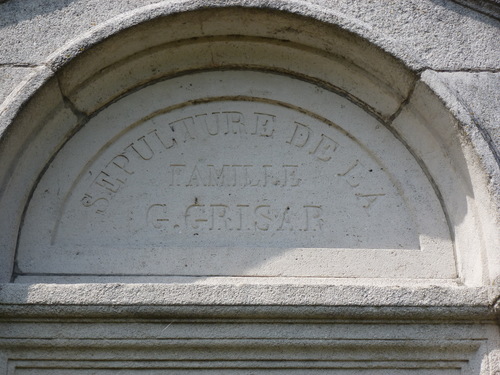 SÉPULTURE DE LA
FAMILLE
G. GRISAR